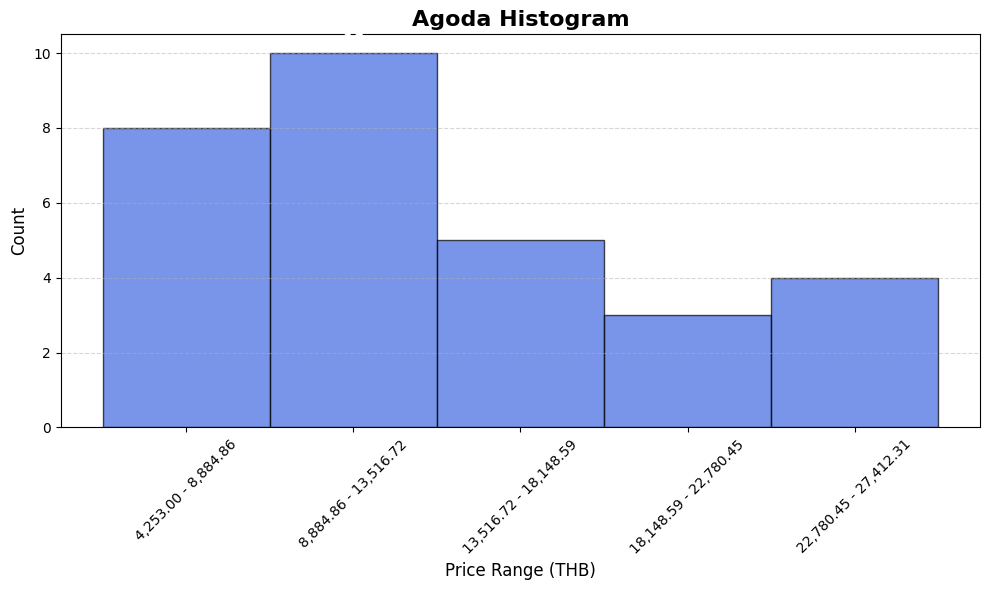 Agoda Histogram
Count
10
8
6
4
2
0
4,253.00 - 8,884.86
8,884.86 - 13,516.72
13,516.72 - 18,148.59
18,148.59 - 22,780.45
22,780.45 - 27,412.31
Price Range (THB)